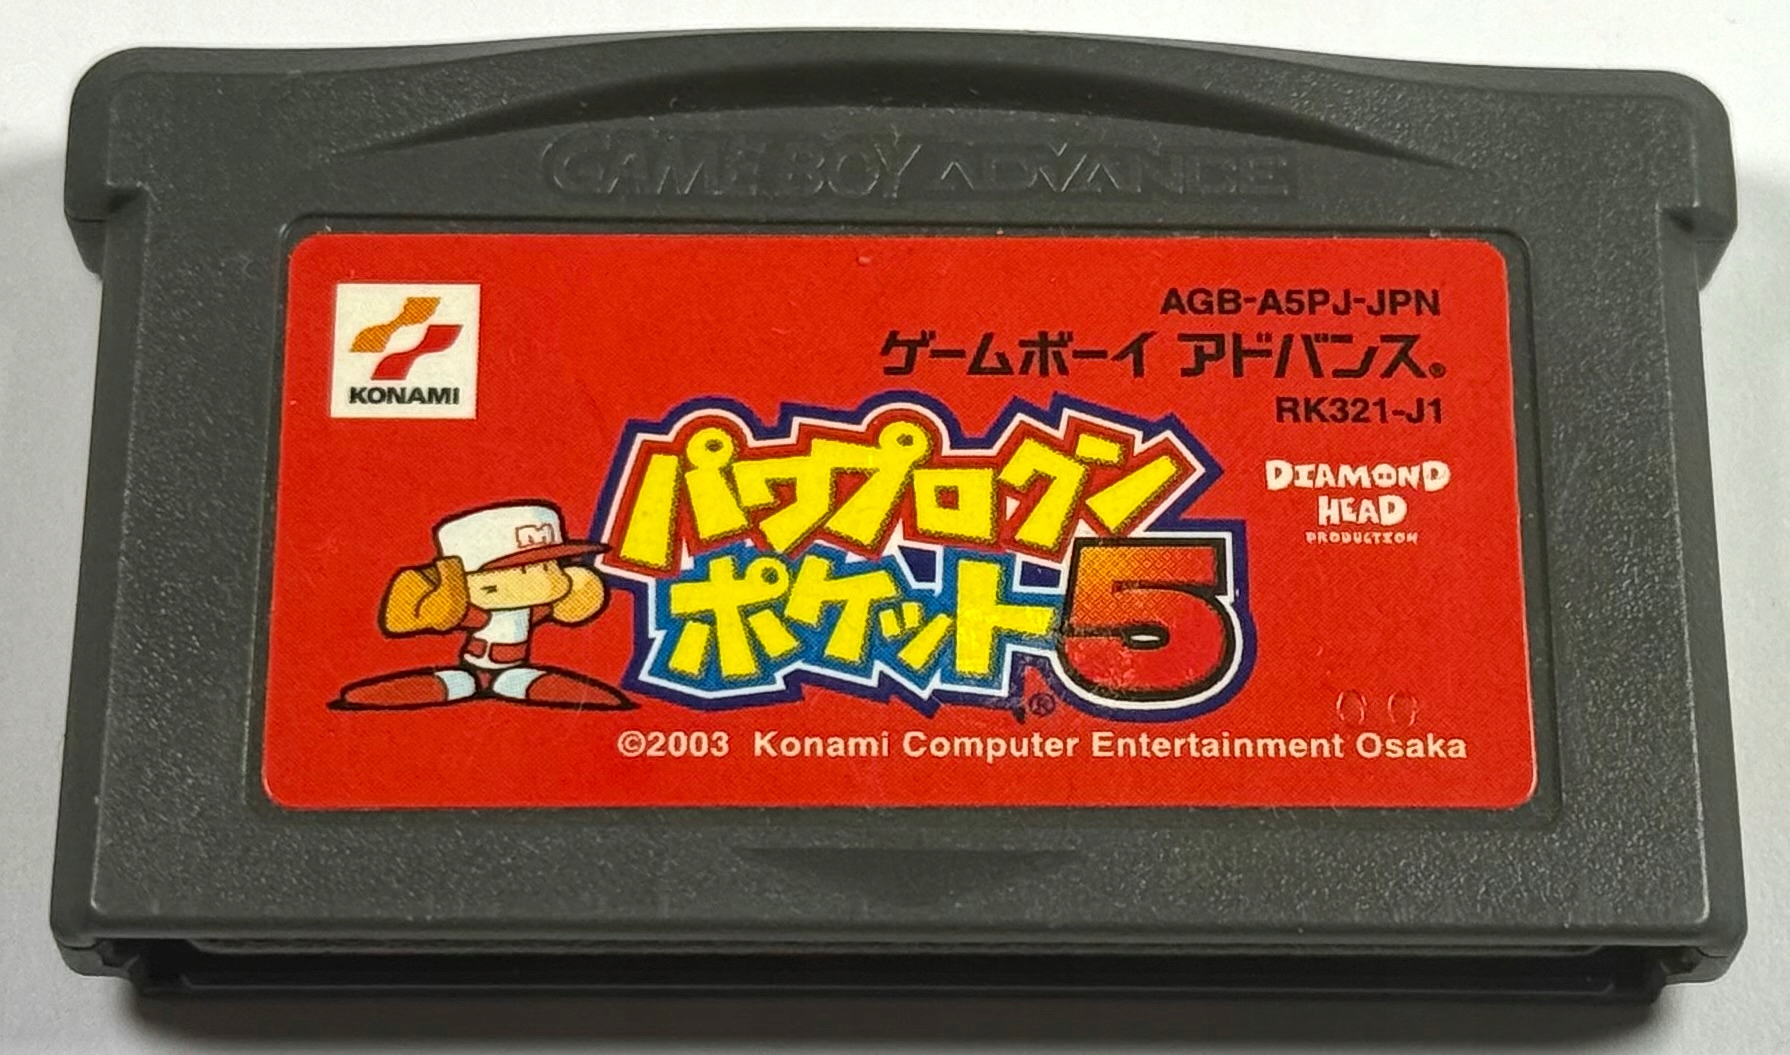 GAME BOY ADVANCE
KONAMI
AGB-A5PJ-JPN
ゲームボーイ アドバンス®
RK321-J1
M
パワプロクン
ポケット5
®
DIAMOND
HEAD
PRODUCTION
©2003 Konami Computer Entertainment Osaka